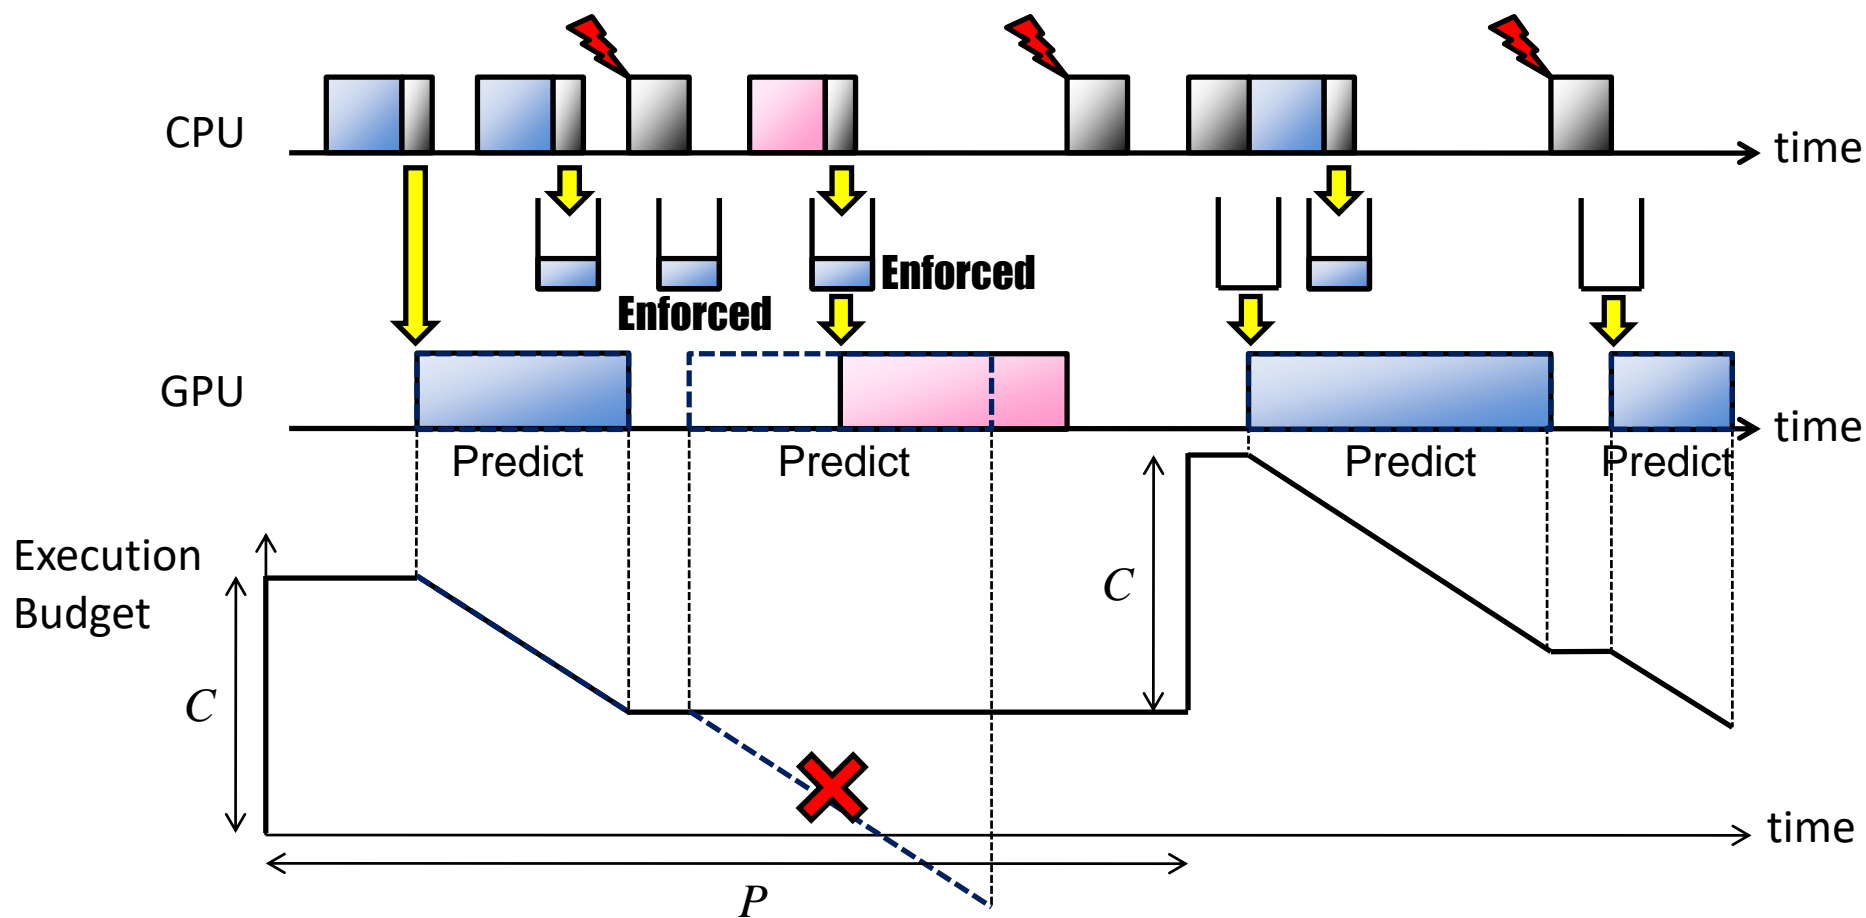 CPU
time
Enforced
Enforced
GPU
time
Predict
Predict
Predict
Predict
Execution
Budget
C
C
time
P